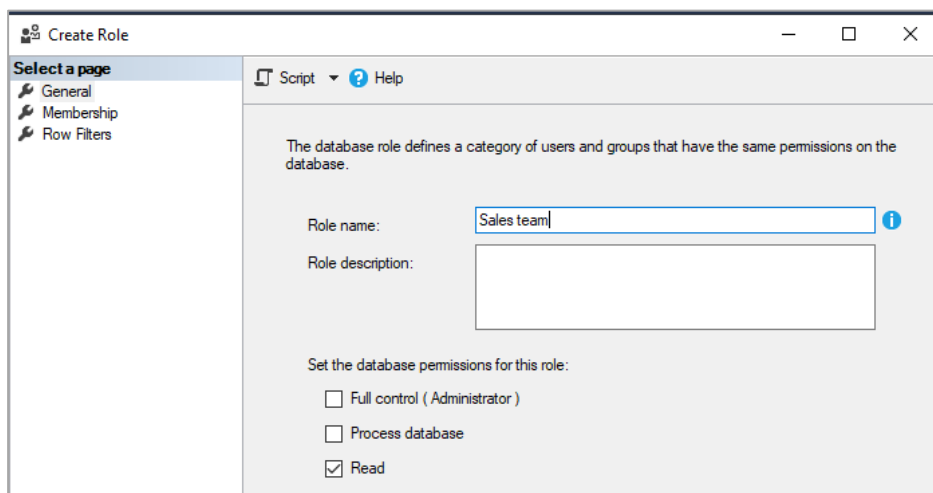 Create Role
Select a page
General
Membership
Row Filters
Script
Help
The database role defines a category of users and groups that have the same permissions on the
database.
Role name:
Sales team
Role description:
Set the database permissions for this role:
Full control ( Administrator )
Process database
Read